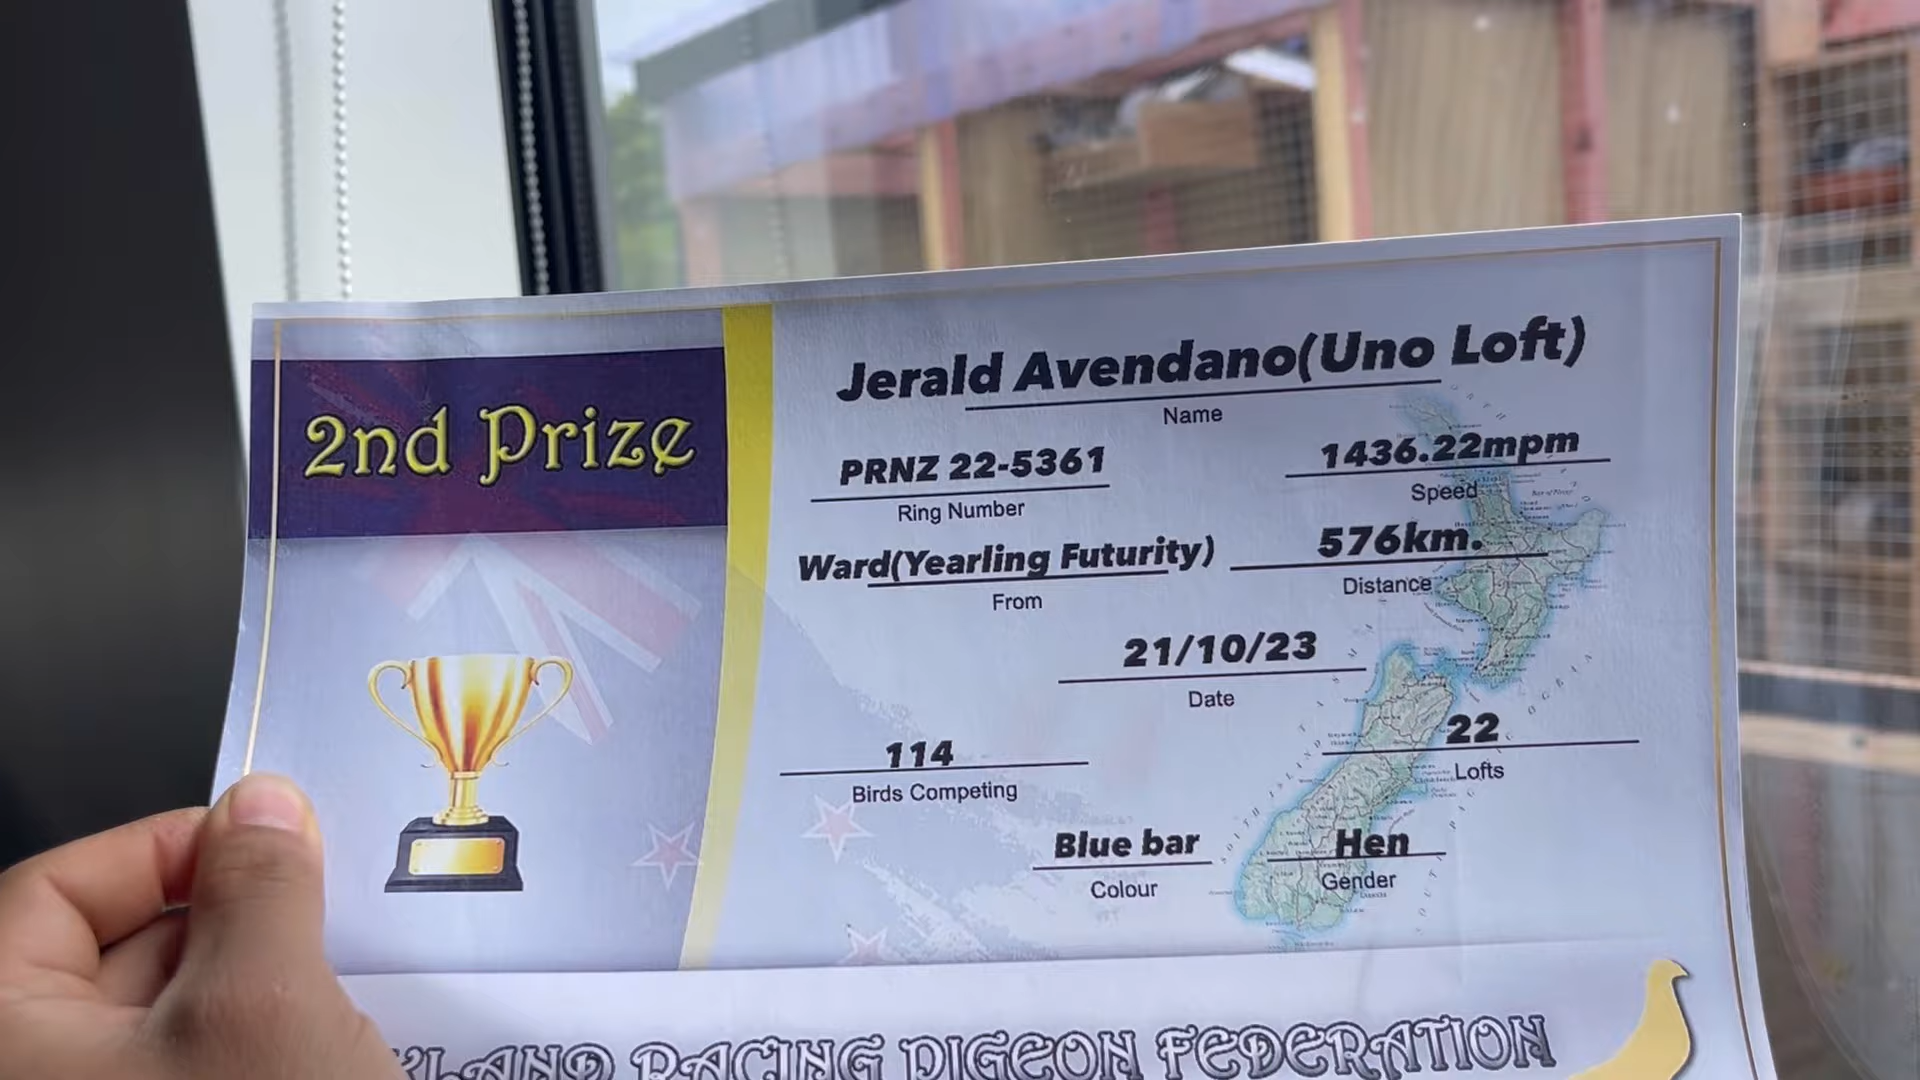 2nd Prize
Jerald Avendano(Uno Loft)
Name
PRNZ 22-5361
Ring Number
1436.22mpm
Speed
Ward(Yearling Futurity)
From
576km.
Distance
21/10/23
Date
114
Birds Competing
22
Lofts
Blue bar
Colour
Hen
Gender
RACING PIGEON FEDERATION